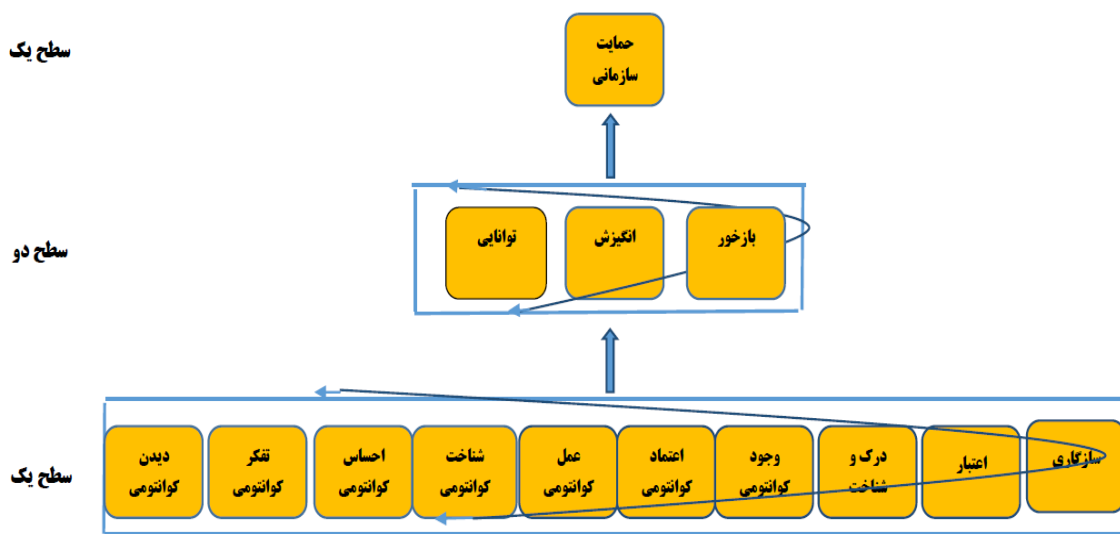 سطح یک
حمایت
سازمانی
سطح دو
بازخور
انگیزش
توانایی
سطح یک
سازگاری
اعتبار
درک و
شناخت
وجود
کوانتومی
اعتماد
کوانتومی
عمل
کوانتومی
شناخت
کوانتومی
احساس
کوانتومی
تفکر
کوانتومی
دیدن
کوانتومی